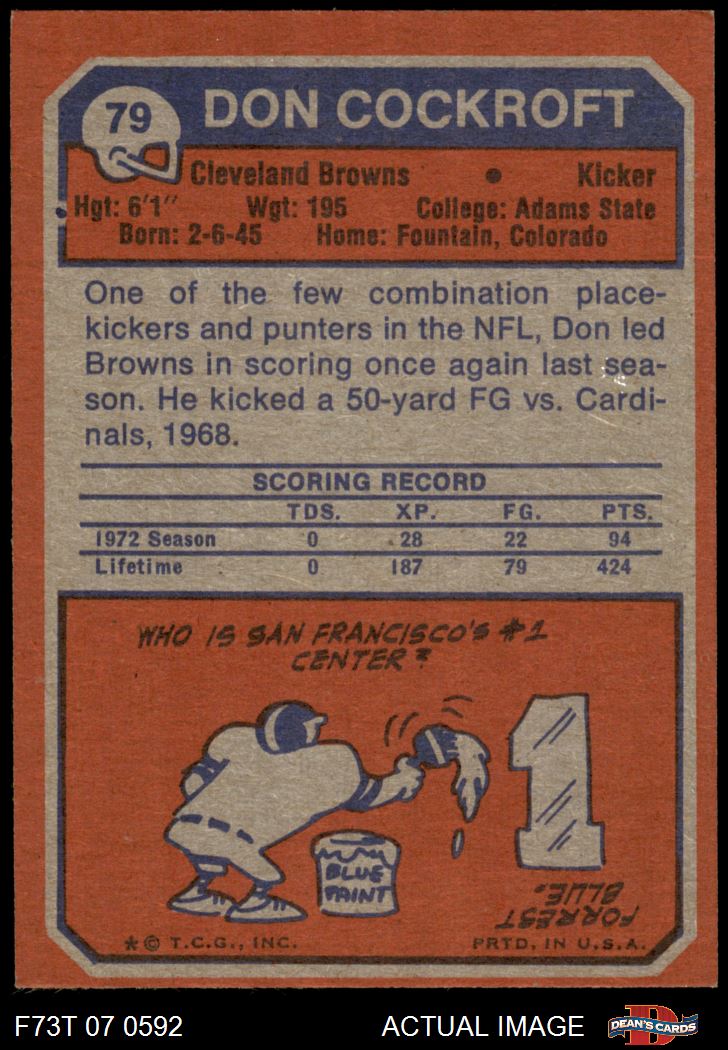 79
DON COCKROFT
Cleveland Browns • Kicker
Hgt: 6'1" Wgt: 195 College: Adams State
Born: 2-6-45 Home: Fountain, Colorado
One of the few combination place-
kickers and punters in the NFL, Don led
Browns in scoring once again last sea-
son. He kicked a 50-yard FG vs. Cardi-
nals, 1968.
SCORING RECORD
TDS. XP. FG. PTS.
1972 Season 0 28 22 94
Lifetime 0 187 79 424
WHO IS SAN FRANCISCO'S #1
CENTER?
1
BLUE
PAINT
FORREST
BLUE.
* © T.C.G., INC. PRTD. IN U.S.A.
F73T 07 0592 ACTUAL IMAGE
D
DEAN'S CARDS